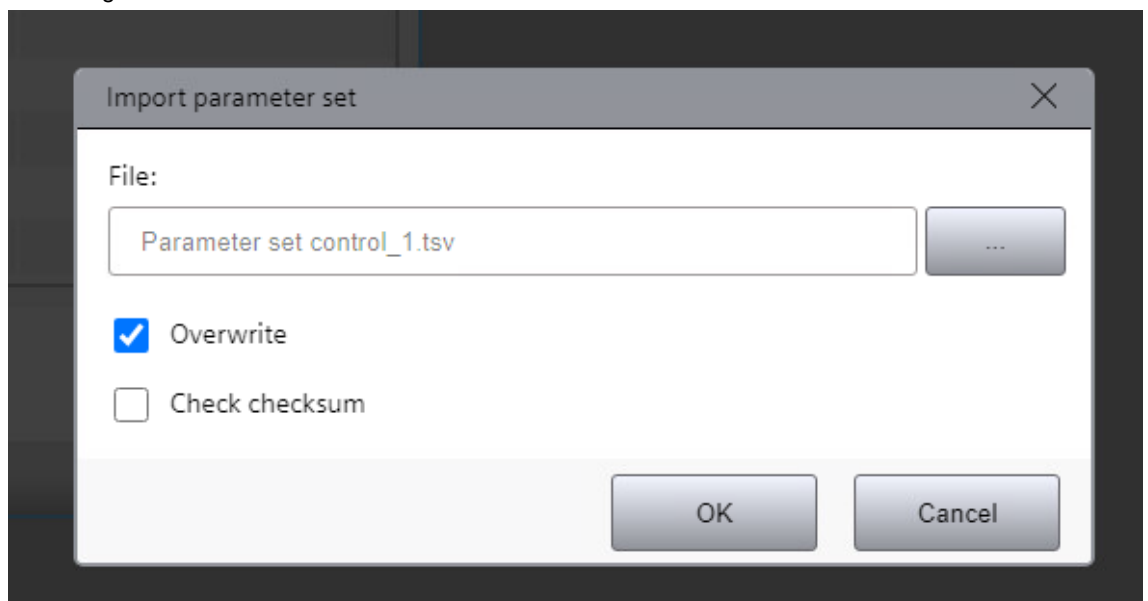 Import parameter set
File:
Parameter set control_1.tsv
...
Overwrite
Check checksum
OK
Cancel